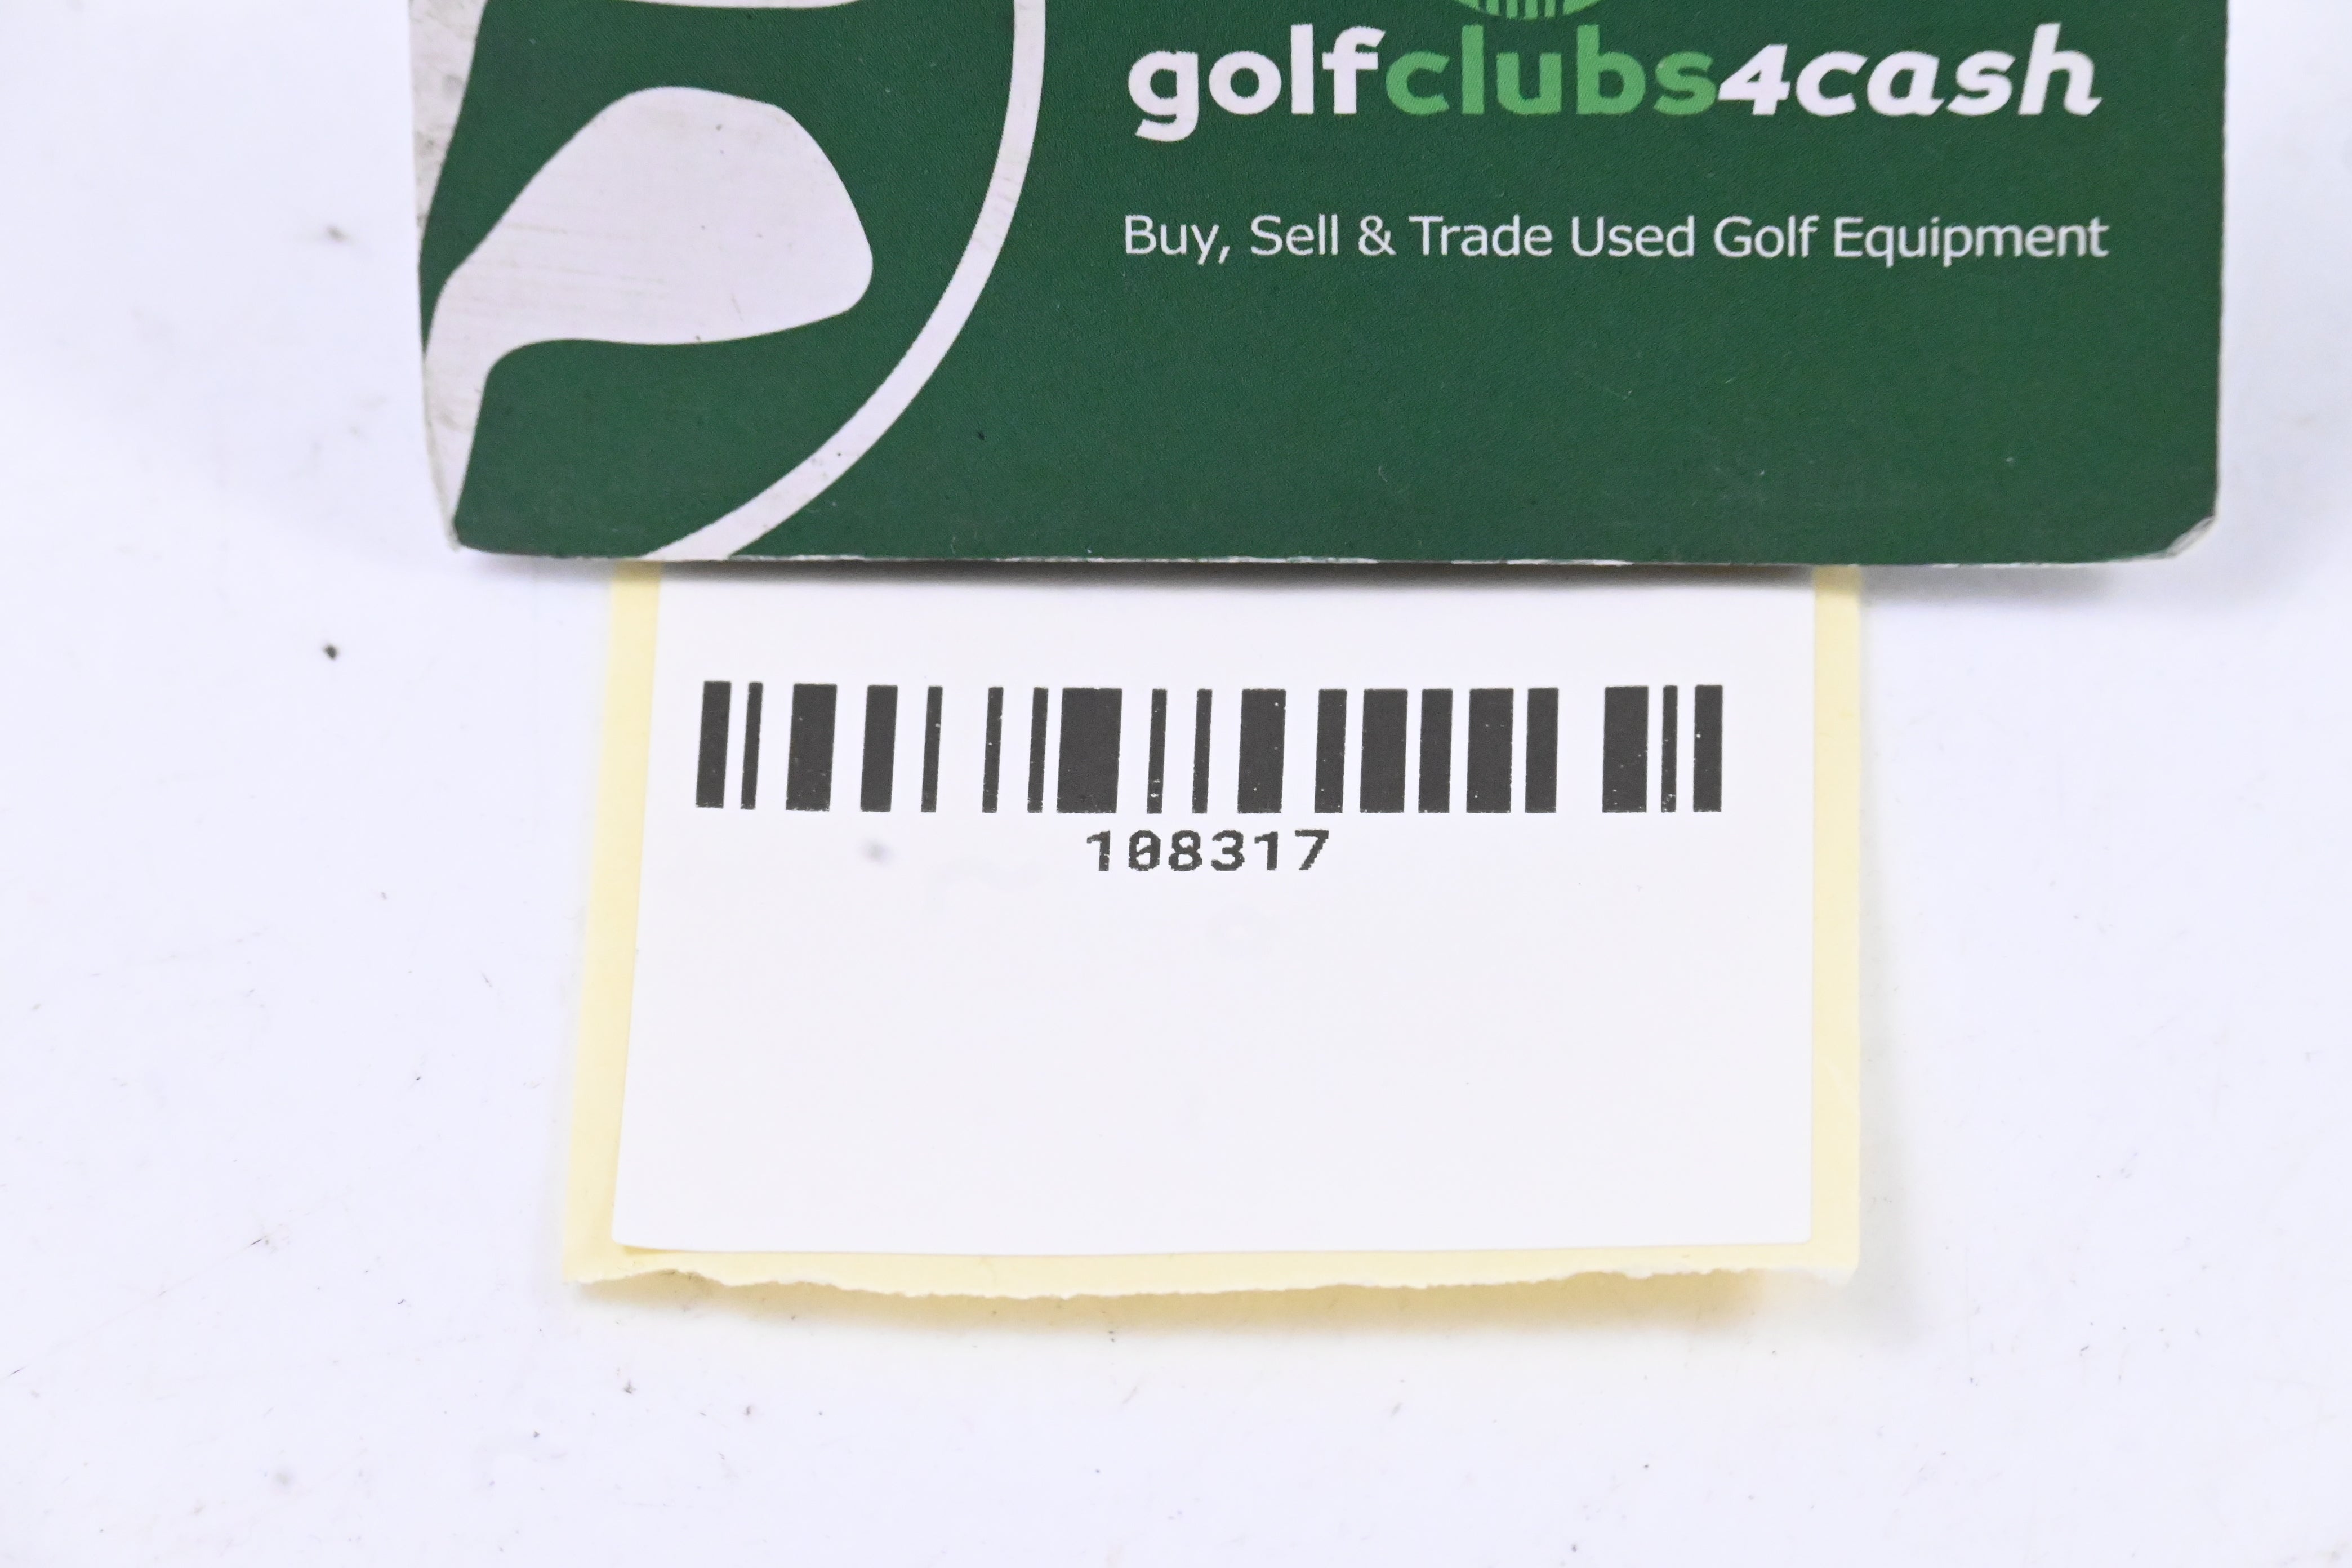 golfclubs4cash
Buy, Sell & Trade Used Golf Equipment
108317